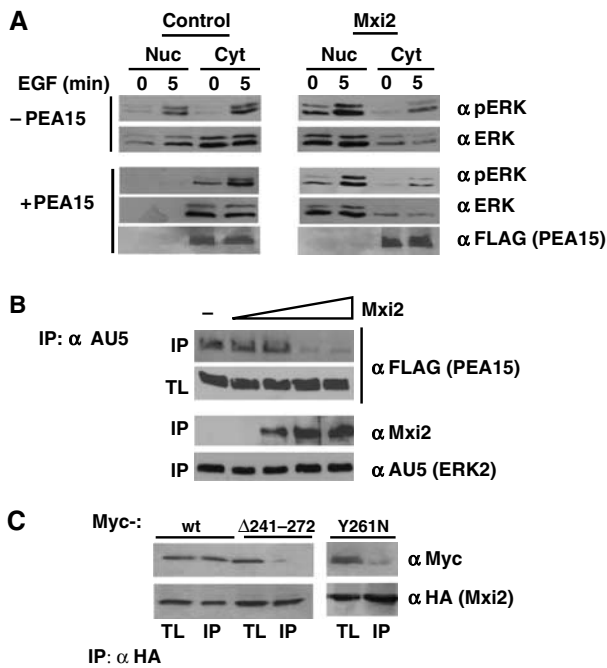 A
Control Mxi2
Nuc Cyt Nuc Cyt
EGF (min) 0 5 0 5 0 5 0 5
– PEA15
α pERK
α ERK
+PEA15
α pERK
α ERK
α FLAG (PEA15)
B
– Mxi2
IP: α AU5
IP
TL
α FLAG (PEA15)
IP α Mxi2
IP α AU5 (ERK2)
C
Myc-: wt Δ241–272 Y261N
α Myc
α HA (Mxi2)
TL IP TL IP TL IP
IP: α HA